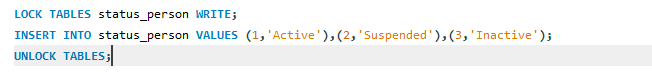 LOCK TABLES status_person WRITE;
INSERT INTO status_person VALUES (1,'Active'),(2,'Suspended'),(3,'Inactive');
UNLOCK TABLES;